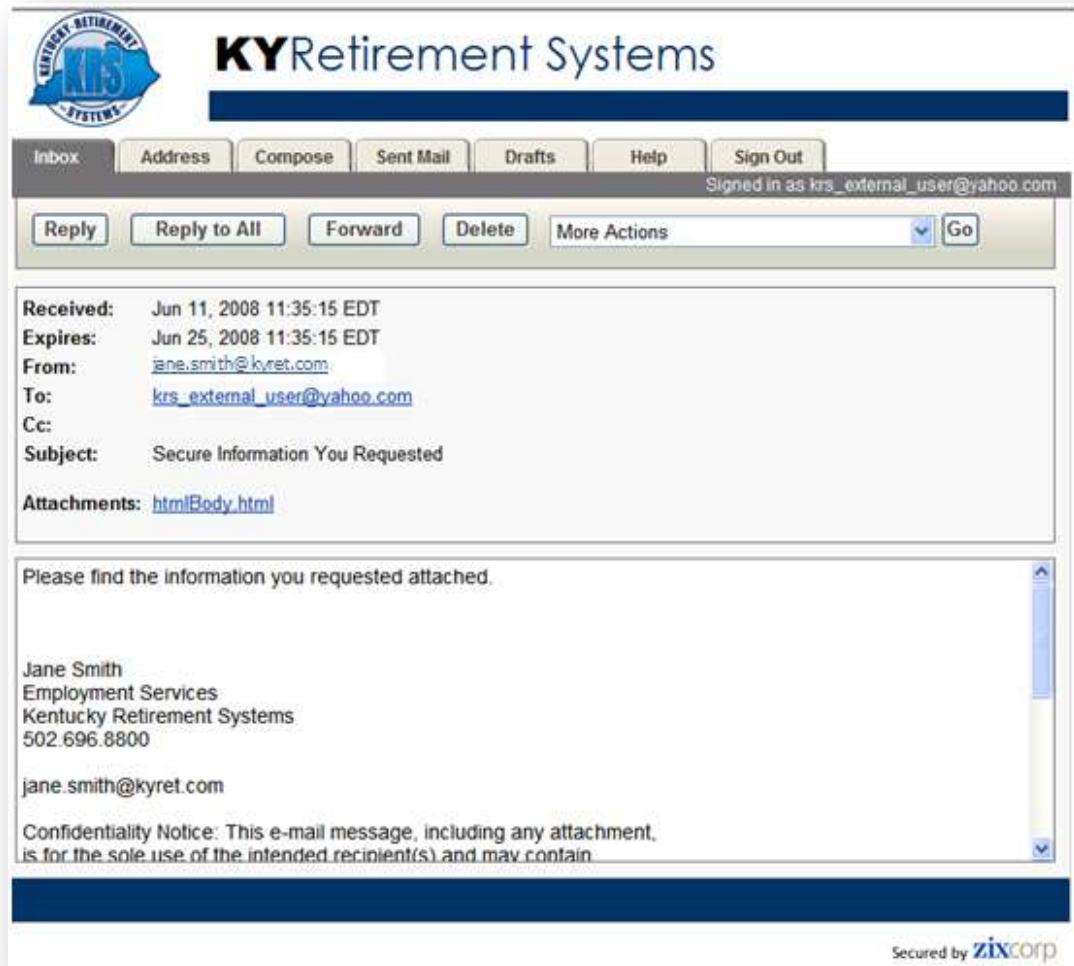 KENTUCKY RETIREMENT
KRS
SYSTEMS
KYRetirement Systems
Inbox Address Compose Sent Mail Drafts Help Sign Out
Signed in as krs_external_user@yahoo.com
Reply Reply to All Forward Delete More Actions Go
Received: Jun 11, 2008 11:35:15 EDT
Expires: Jun 25, 2008 11:35:15 EDT
From: jane.smith@kyret.com
To: krs_external_user@yahoo.com
Cc:
Subject: Secure Information You Requested
Attachments: htmlBody.html
Please find the information you requested attached.
Jane Smith
Employment Services
Kentucky Retirement Systems
502.696.8800
jane.smith@kyret.com
Confidentiality Notice: This e-mail message, including any attachment,
is for the sole use of the intended recipient(s) and may contain
Secured by zixcorp